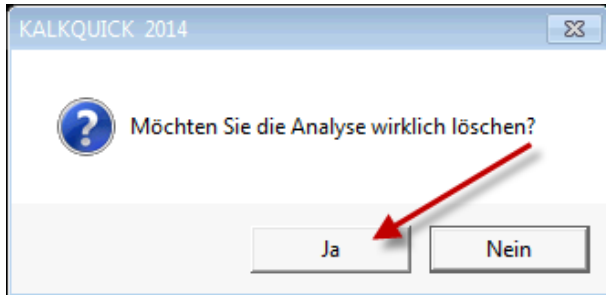 KALKQUICK 2014
Möchten Sie die Analyse wirklich löschen?
Ja
Nein